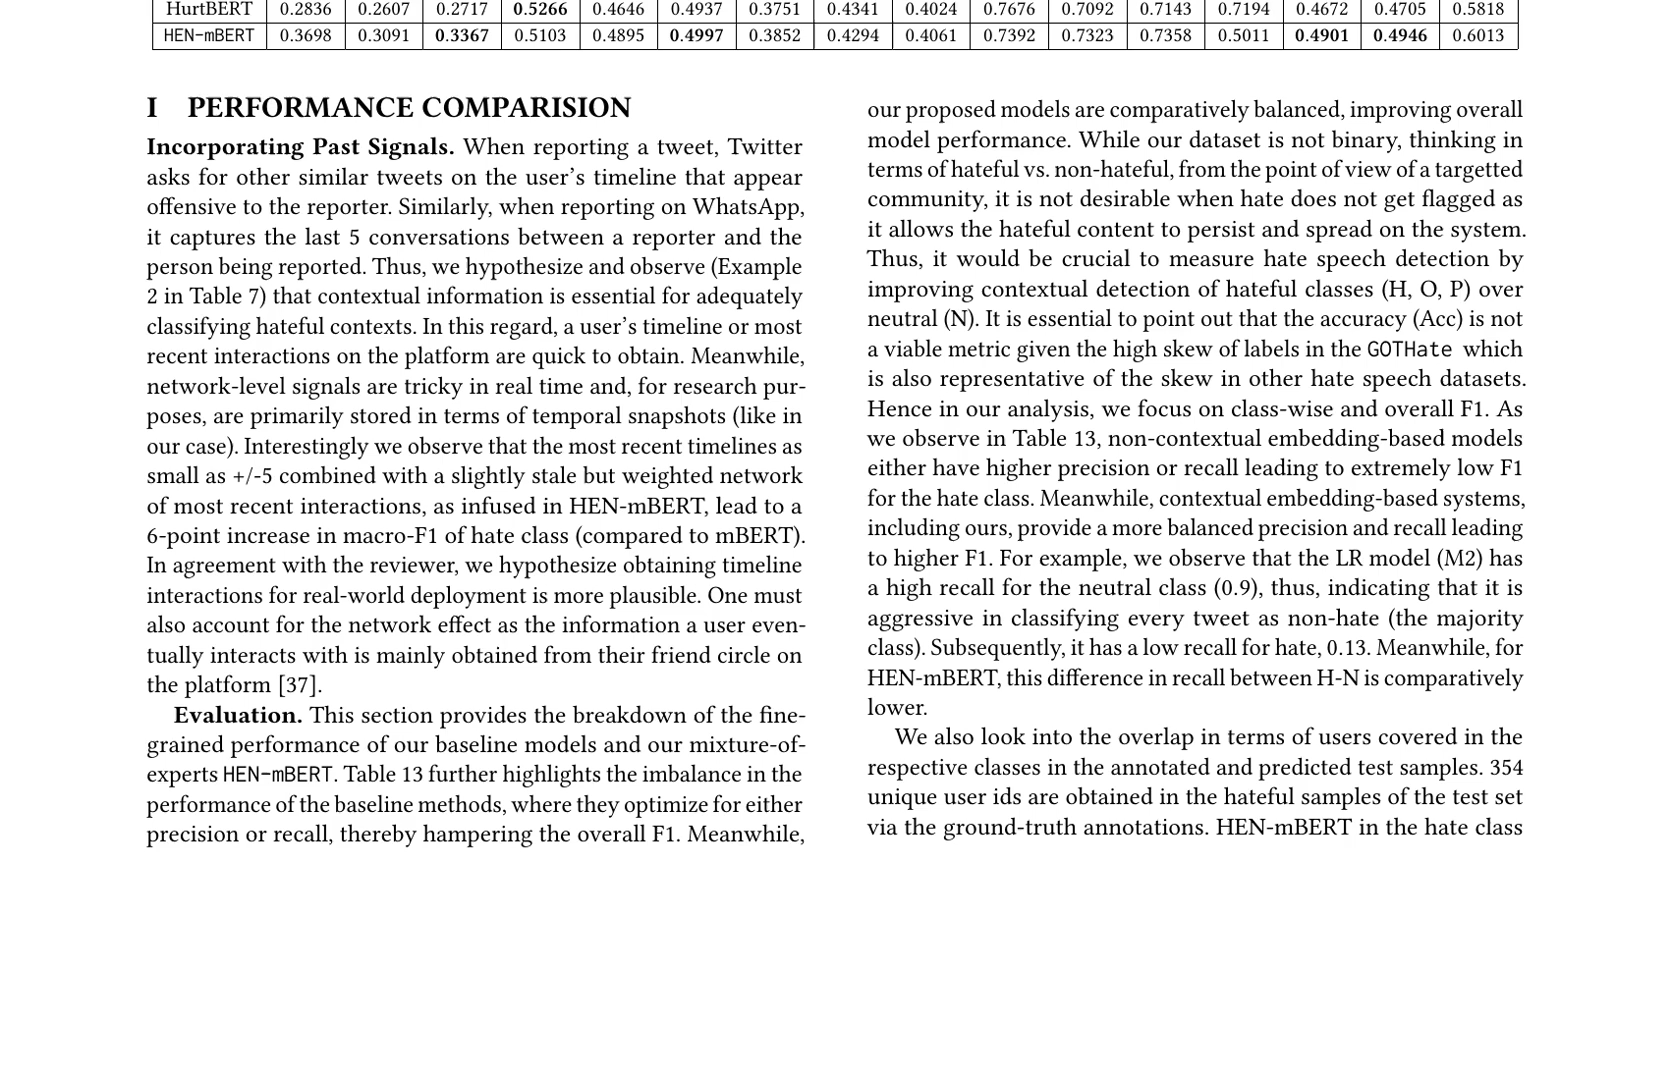 HurtBERT 0.2836 0.2607 0.2717 0.5266 0.4646 0.4937 0.3751 0.4341 0.4024 0.7676 0.7092 0.7143 0.7194 0.4672 0.4705 0.5818
HEN-mBERT 0.3698 0.3091 0.3367 0.5103 0.4895 0.4997 0.3852 0.4294 0.4061 0.7392 0.7323 0.7358 0.5011 0.4901 0.4946 0.6013
I PERFORMANCE COMPARISION
Incorporating Past Signals. When reporting a tweet, Twitter
asks for other similar tweets on the user's timeline that appear
offensive to the reporter. Similarly, when reporting on WhatsApp,
it captures the last 5 conversations between a reporter and the
person being reported. Thus, we hypothesize and observe (Example
2 in Table 7) that contextual information is essential for adequately
classifying hateful contexts. In this regard, a user's timeline or most
recent interactions on the platform are quick to obtain. Meanwhile,
network-level signals are tricky in real time and, for research pur-
poses, are primarily stored in terms of temporal snapshots (like in
our case). Interestingly we observe that the most recent timelines as
small as +/-5 combined with a slightly stale but weighted network
of most recent interactions, as infused in HEN-mBERT, lead to a
6-point increase in macro-F1 of hate class (compared to mBERT).
In agreement with the reviewer, we hypothesize obtaining timeline
interactions for real-world deployment is more plausible. One must
also account for the network effect as the information a user even-
tually interacts with is mainly obtained from their friend circle on
the platform [37].
Evaluation. This section provides the breakdown of the fine-
grained performance of our baseline models and our mixture-of-
experts HEN-mBERT. Table 13 further highlights the imbalance in the
performance of the baseline methods, where they optimize for either
precision or recall, thereby hampering the overall F1. Meanwhile,
our proposed models are comparatively balanced, improving overall
model performance. While our dataset is not binary, thinking in
terms of hateful vs. non-hateful, from the point of view of a targetted
community, it is not desirable when hate does not get flagged as
it allows the hateful content to persist and spread on the system.
Thus, it would be crucial to measure hate speech detection by
improving contextual detection of hateful classes (H, O, P) over
neutral (N). It is essential to point out that the accuracy (Acc) is not
a viable metric given the high skew of labels in the GOTHate which
is also representative of the skew in other hate speech datasets.
Hence in our analysis, we focus on class-wise and overall F1. As
we observe in Table 13, non-contextual embedding-based models
either have higher precision or recall leading to extremely low F1
for the hate class. Meanwhile, contextual embedding-based systems,
including ours, provide a more balanced precision and recall leading
to higher F1. For example, we observe that the LR model (M2) has
a high recall for the neutral class (0.9), thus, indicating that it is
aggressive in classifying every tweet as non-hate (the majority
class). Subsequently, it has a low recall for hate, 0.13. Meanwhile, for
HEN-mBERT, this difference in recall between H-N is comparatively
lower.
We also look into the overlap in terms of users covered in the
respective classes in the annotated and predicted test samples. 354
unique user ids are obtained in the hateful samples of the test set
via the ground-truth annotations. HEN-mBERT in the hate class